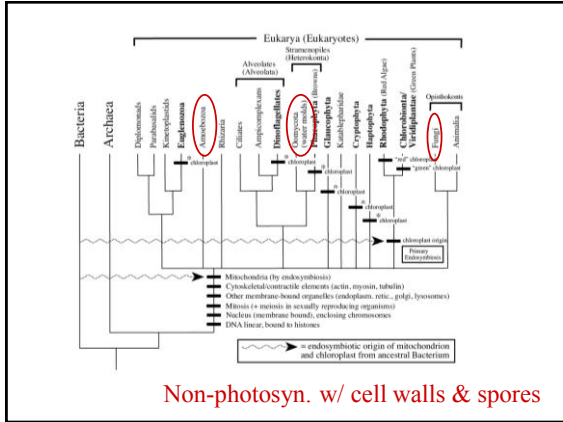 Eukarya (Eukaryotes)
Stramenopiles
(Heterokonta)
Alveolates
(Alveolata)
Opisthokonts
Bacteria
Archaea
Diplomonads
Parabasalids
Kinetoplastids
Euglenozoa
Amoebozoa
Rhizaria
Ciliates
Ampicomplexans
Dinoflagellates
Oomycota
(water molds)
Phaeophyta (Browns)
Glaucophyta
Katablepharidae
Cryptophyta
Haptophyta
Rhodophyta (Red Algae)
Chlorobionta/
Viridiplantae (Green Plants)
Fungi
Animalia
* chloroplast
* chloroplast
* chloroplast
* chloroplast
* chloroplast
* chloroplast
"red" chloroplast
"green" chloroplast
chloroplast origin
Primary
Endosymbiosis
Mitochondria (by endosymbiosis)
Cytoskeletal/contractile elements (actin, myosin, tubulin)
Other membrane-bound organelles (endoplasm. retic., golgi, lysosomes)
Mitosis (+ meiosis in sexually reproducing organisms)
Nucleus (membrane bound), enclosing chromosomes
DNA linear, bound to histones
= endosymbiotic origin of mitochondrion
and chloroplast from ancestral Bacterium
Non-photosyn. w/ cell walls & spores